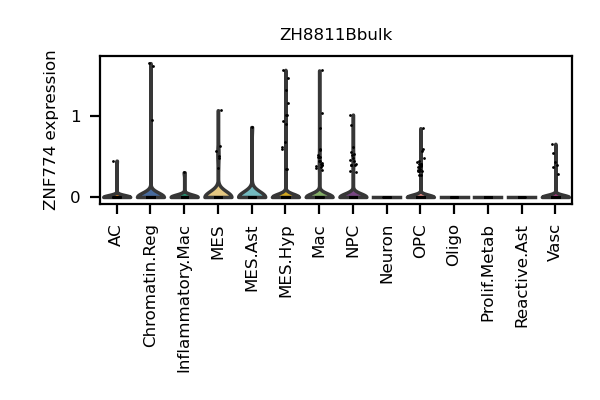 ZH8811Bbulk
ZNF774 expression
1
0
AC
Chromatin.Reg
Inflammatory.Mac
MES
MES.Ast
MES.Hyp
Mac
NPC
Neuron
OPC
Oligo
Prolif.Metab
Reactive.Ast
Vasc